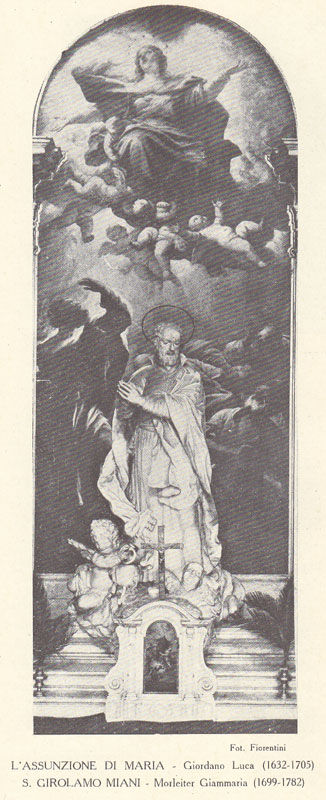 Fot. Fiorentini
L'ASSUNZIONE DI MARIA - Giordano Luca (1632-1705)
S. GIROLAMO MIANI - Morleiter Giammaria (1699-1782)